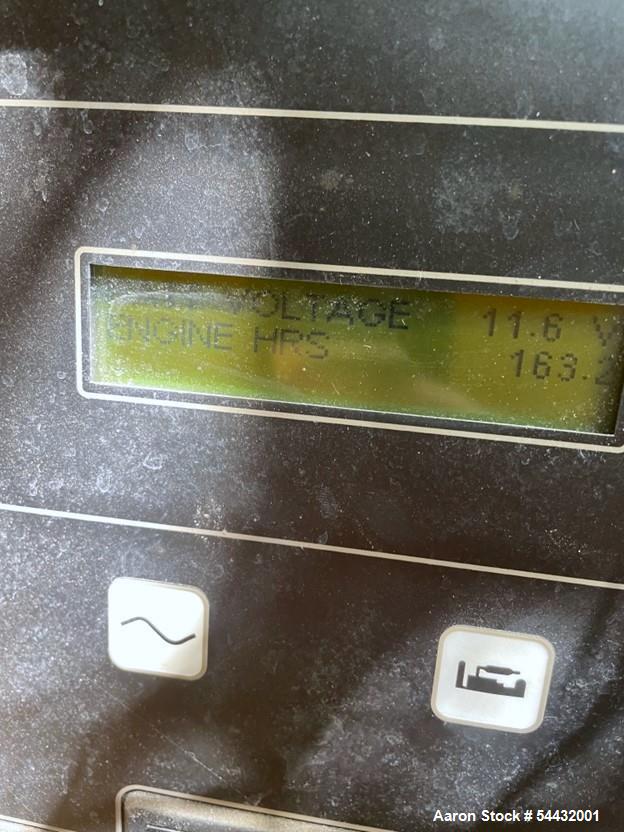 VOLTAGE 11.6 V
ENGINE HRS 163.2
Aaron Stock # 54432001